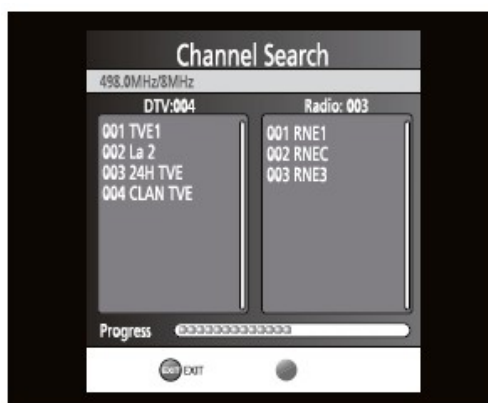 Channel Search
498.0MHz/8MHz
DTV:004
001 TVE1
002 La 2
003 24H TVE
004 CLAN TVE
Radio: 003
001 RNE1
002 RNEC
003 RNE3
Progress
EXIT EXIT